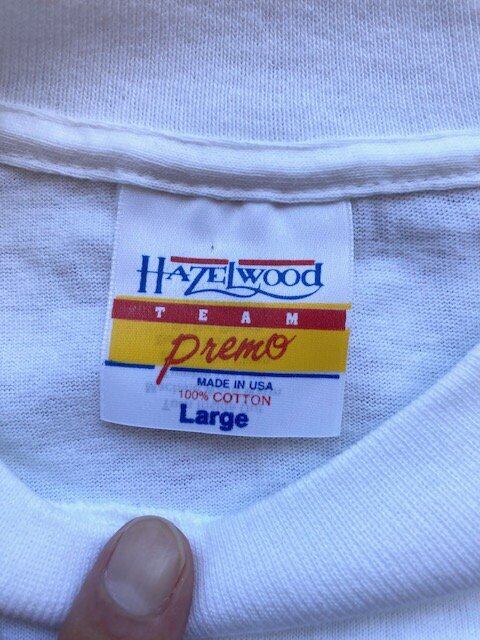 HAZELWOOD
TEAM
Premo
MADE IN USA
100% COTTON
Large